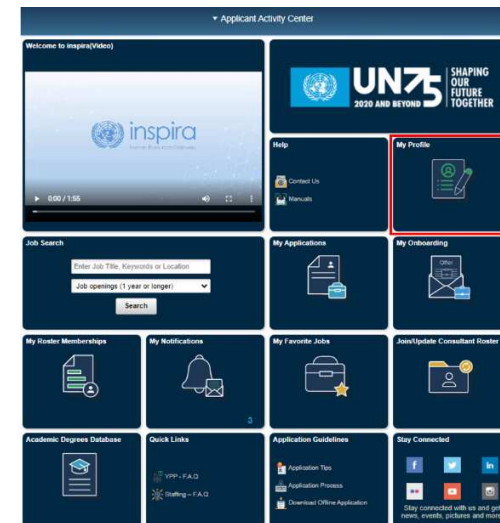 ▾ Applicant Activity Center
Welcome to inspira(Video)
inspira
0:00 / 1:55
UN75
2020 AND BEYOND
SHAPING
OUR
FUTURE
TOGETHER
Help
Contact Us
Manuals
My Profile
Job Search
Enter Job Title, Keywords or Location
Job openings (1 year or longer)
Search
My Applications
My Onboarding
Offer
My Roster Memberships
My Notifications
3
My Favorite Jobs
Join/Update Consultant Roster
Academic Degrees Database
Quick Links
YPP - F.A.Q
Staffing – F.A.Q
Application Guidelines
Application Tips
Application Process
Download Offline Application
Stay Connected
Stay connected with us and get
news, events, pictures and more